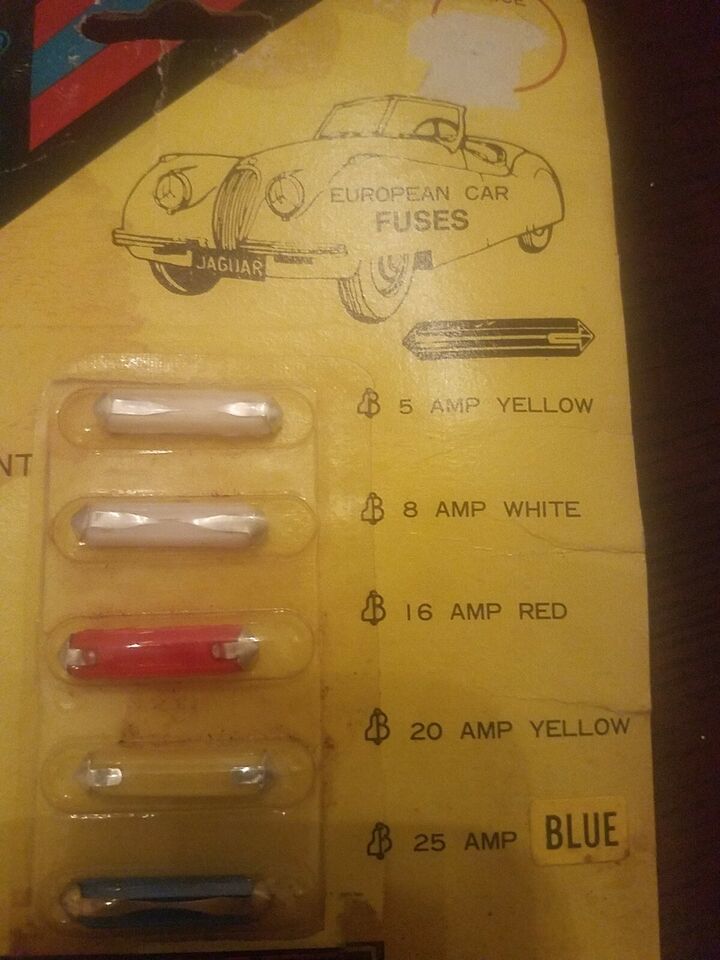 EUROPEAN CAR
FUSES
JAGUAR
5 AMP YELLOW
8 AMP WHITE
NT
16 AMP RED
20 AMP YELLOW
25 AMP BLUE